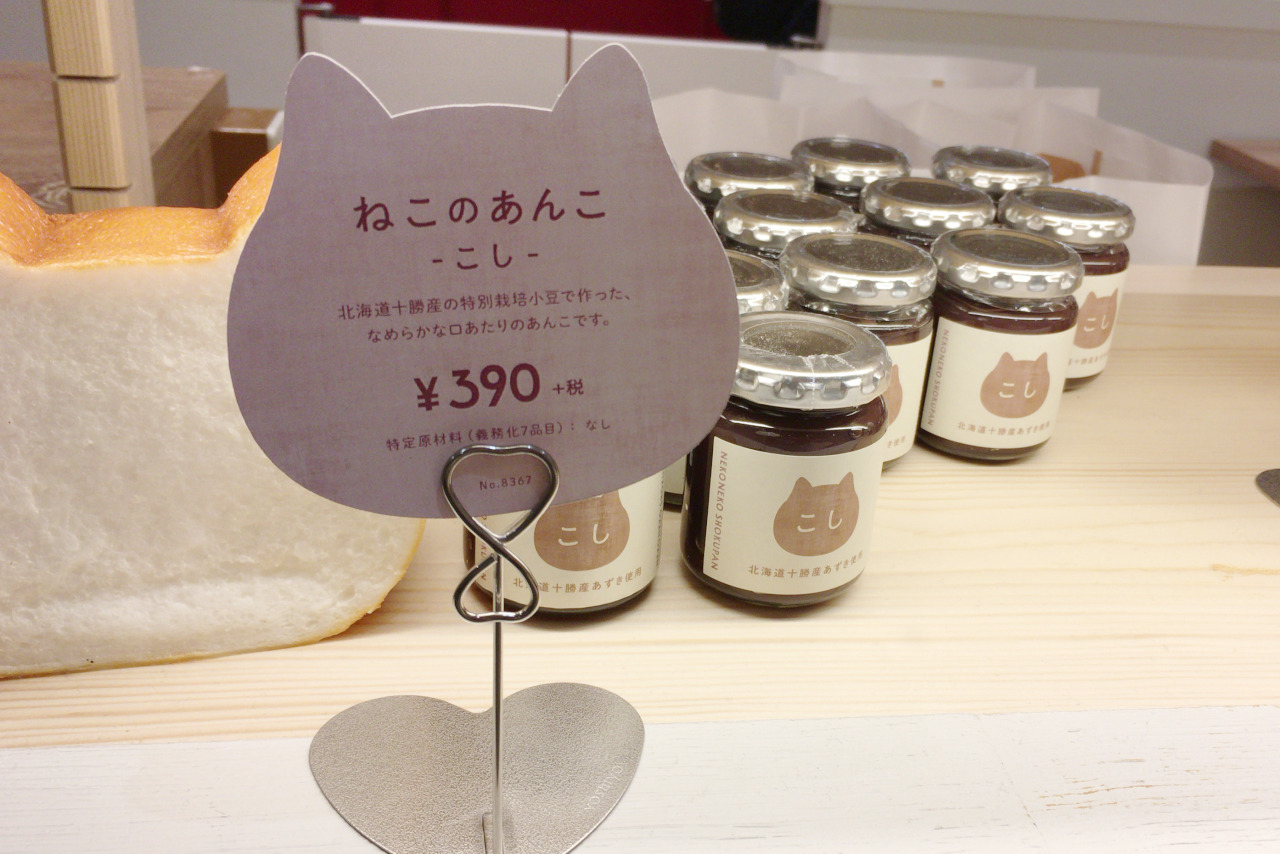 ねこのあんこ
-こし-
北海道十勝産の特別栽培小豆で作った、
なめらかな口あたりのあんこです。
¥390 +税
特定原材料（義務化7品目）：なし
No.8367
こし
道十勝産あずき使用
NEKONEKO SHOKUPAN
こし
北海道十勝産あずき使用
NEKONEKO SHOKUPAN
こし
北海道十勝産あずき使用
こし